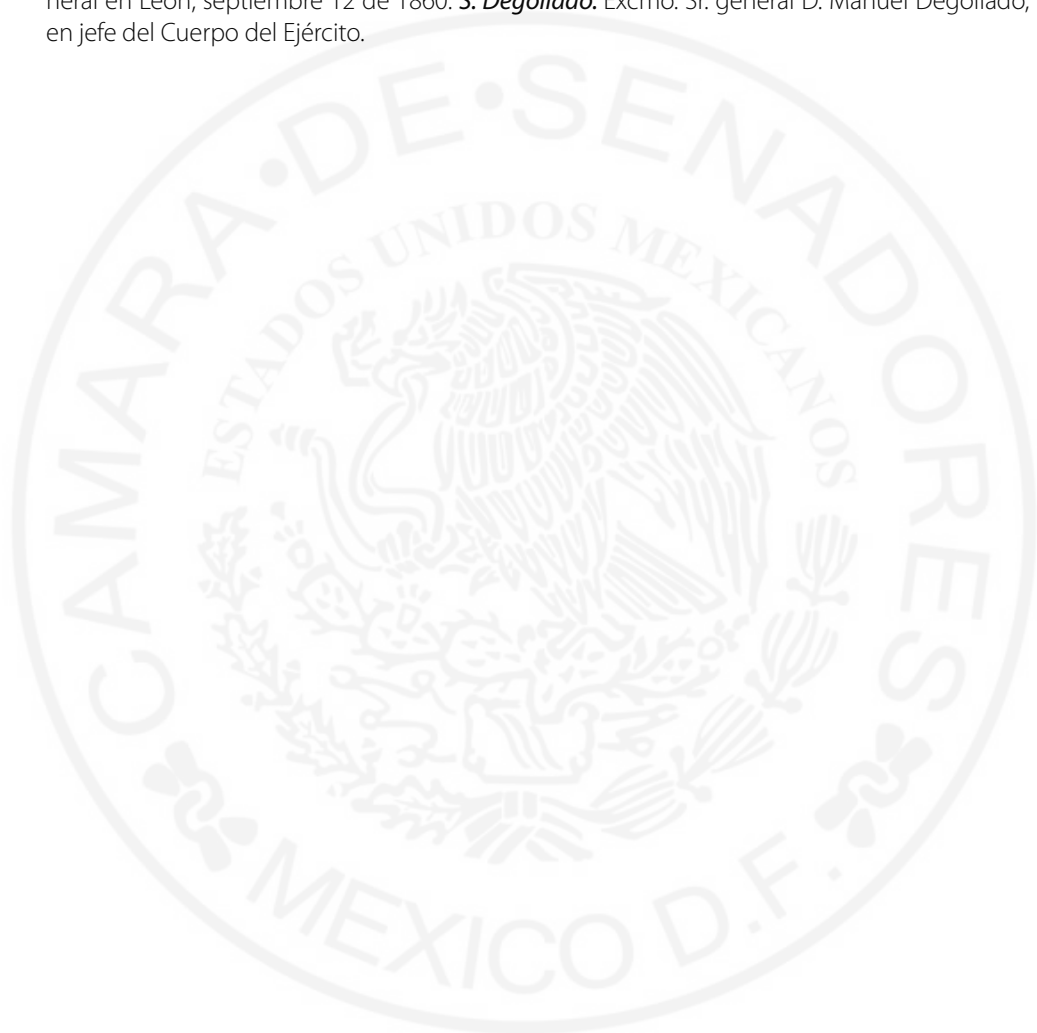 neral en León, septiembre 12 de 1860. S. Degollado. Excmo. Sr. general D. Manuel Degollado,
en jefe del Cuerpo del Ejército.
CAMARA•DE•SENADORES
ESTADOS UNIDOS MEXICANOS
MEXICO D.F.